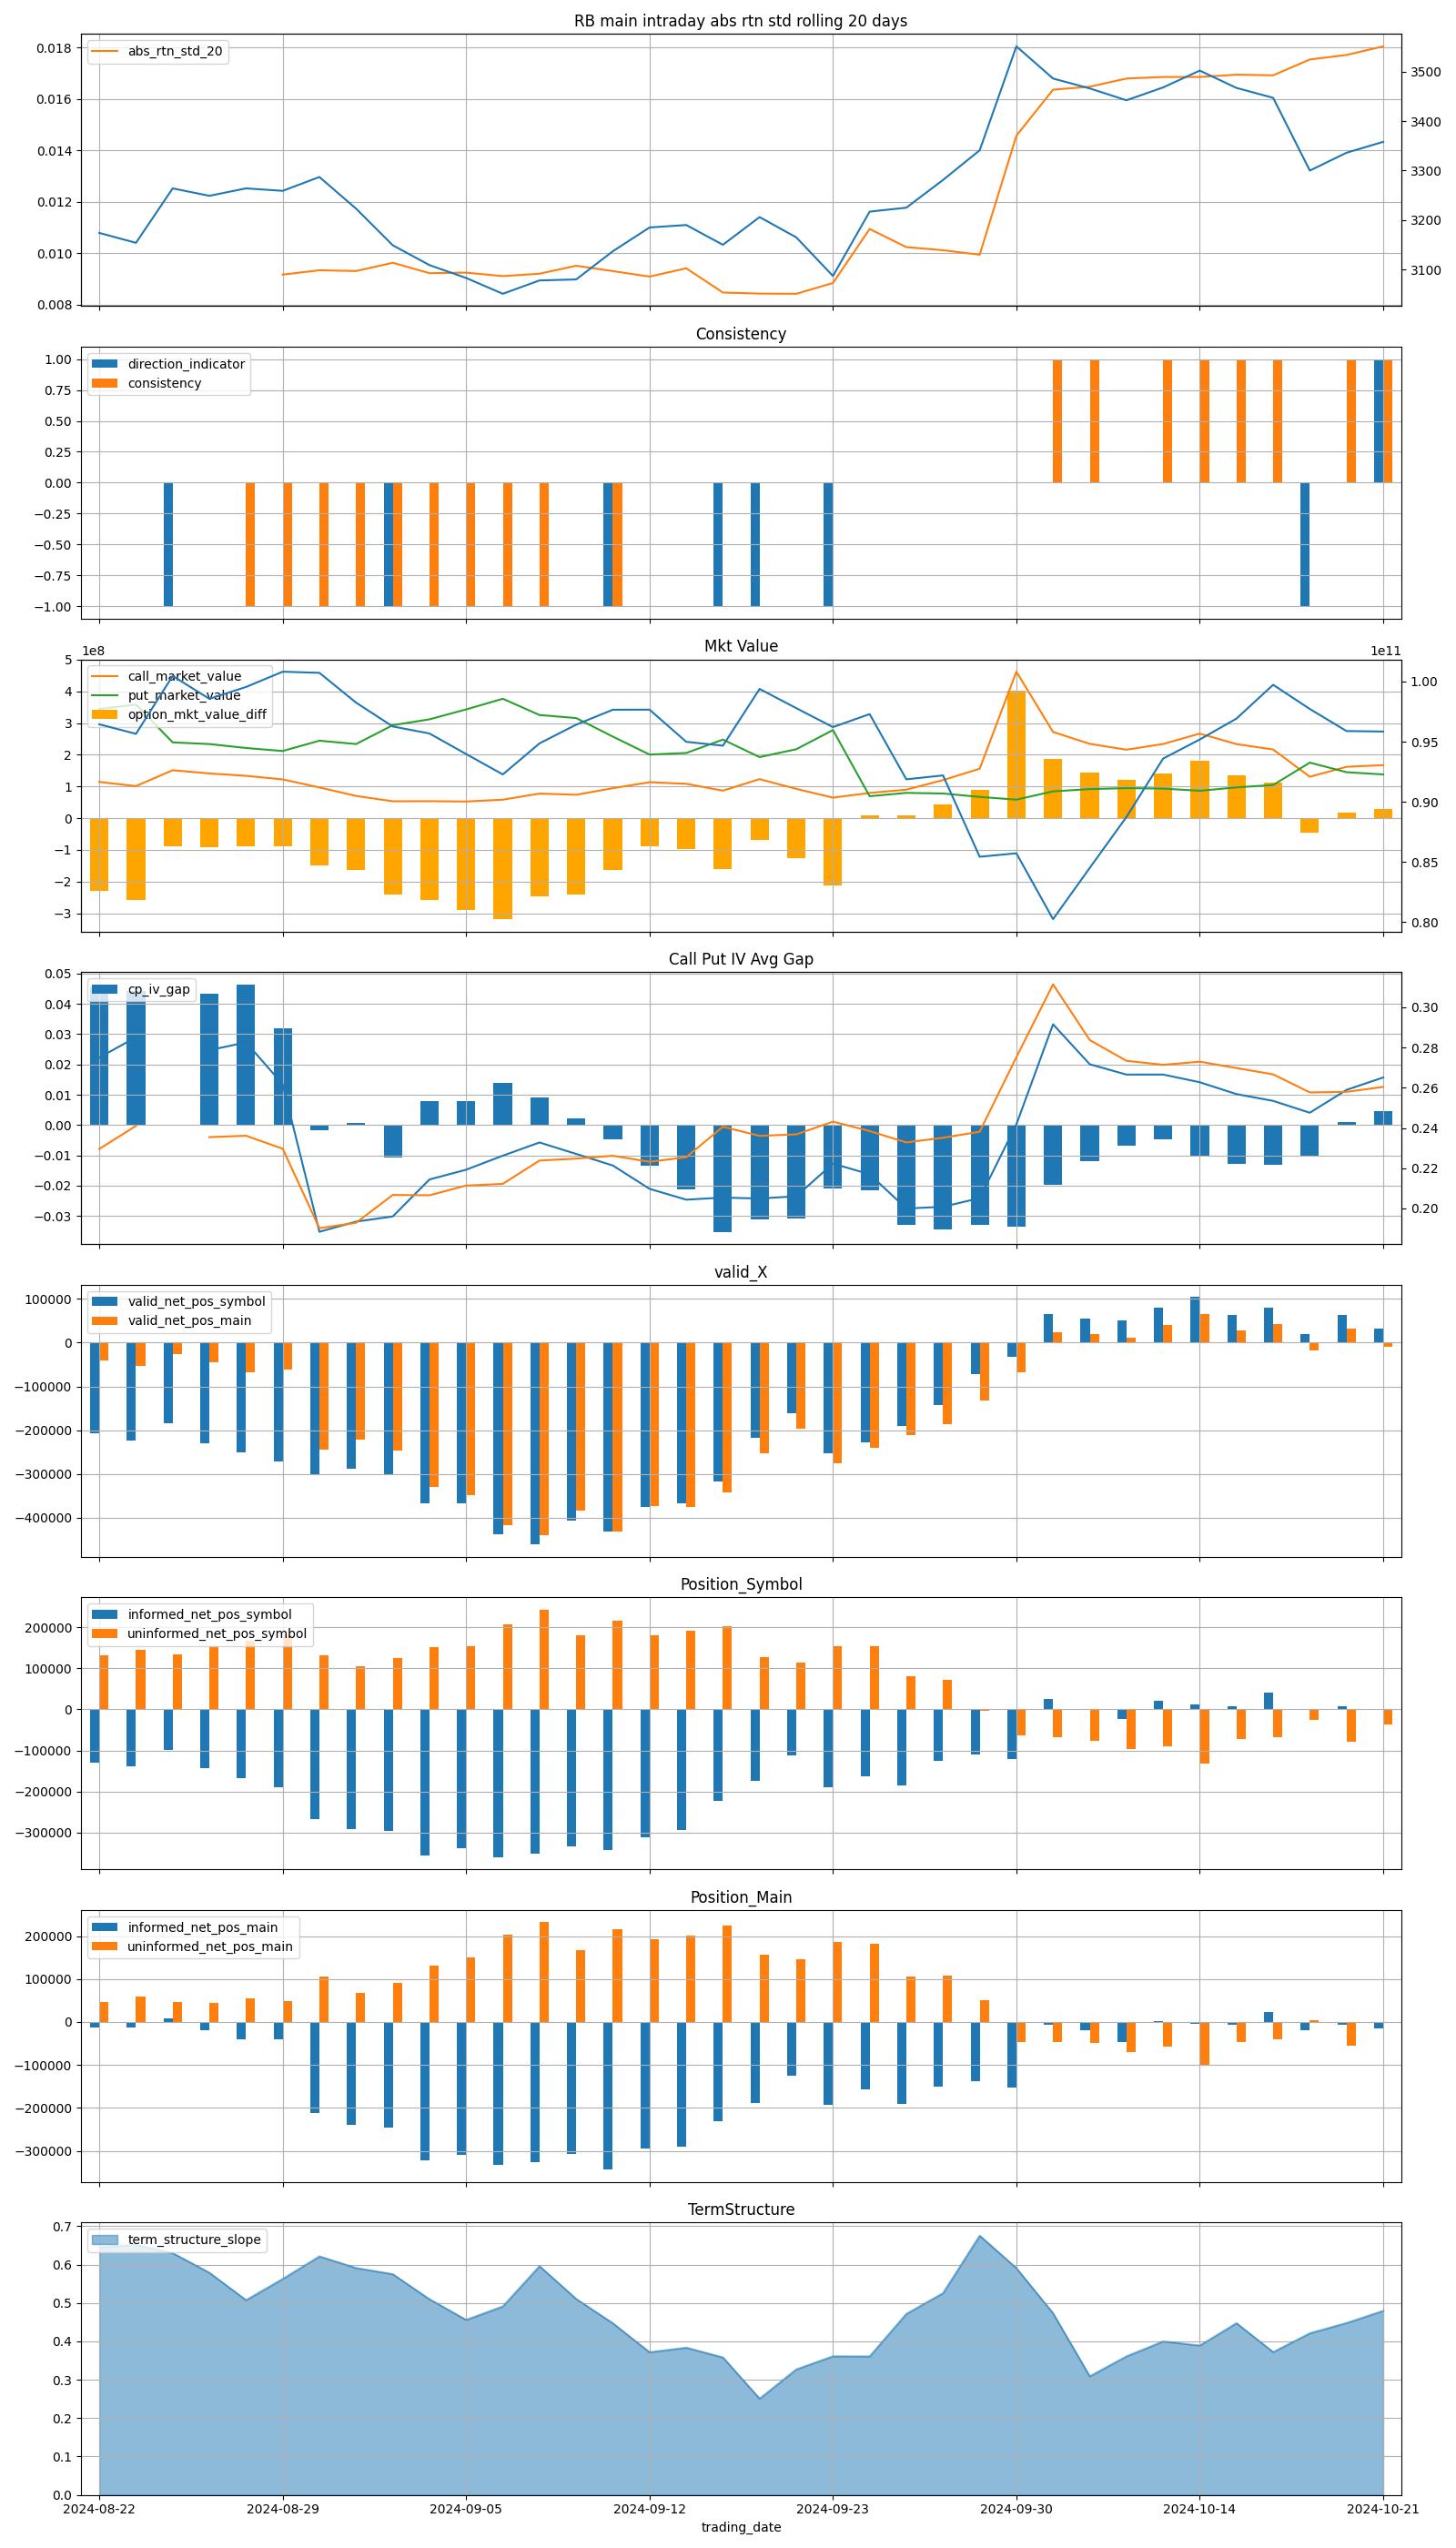 RB main intraday abs rtn std rolling 20 days
abs_rtn_std_20
0.018
0.016
0.014
0.012
0.010
0.008
3500
3400
3300
3200
3100
Consistency
direction_indicator
consistency
1.00
0.75
0.50
0.25
0.00
−0.25
−0.50
−0.75
−1.00
Mkt Value
1e8
1e11
call_market_value
put_market_value
option_mkt_value_diff
5
4
3
2
1
0
−1
−2
−3
1.00
0.95
0.90
0.85
0.80
Call Put IV Avg Gap
cp_iv_gap
0.05
0.04
0.03
0.02
0.01
0.00
−0.01
−0.02
−0.03
0.30
0.28
0.26
0.24
0.22
0.20
valid_X
valid_net_pos_symbol
valid_net_pos_main
100000
0
−100000
−200000
−300000
−400000
Position_Symbol
informed_net_pos_symbol
uninformed_net_pos_symbol
200000
100000
0
−100000
−200000
−300000
Position_Main
informed_net_pos_main
uninformed_net_pos_main
200000
100000
0
−100000
−200000
−300000
TermStructure
term_structure_slope
0.7
0.6
0.5
0.4
0.3
0.2
0.1
0.0
2024-08-22 2024-08-29 2024-09-05 2024-09-12 2024-09-23 2024-09-30 2024-10-14 2024-10-21
trading_date